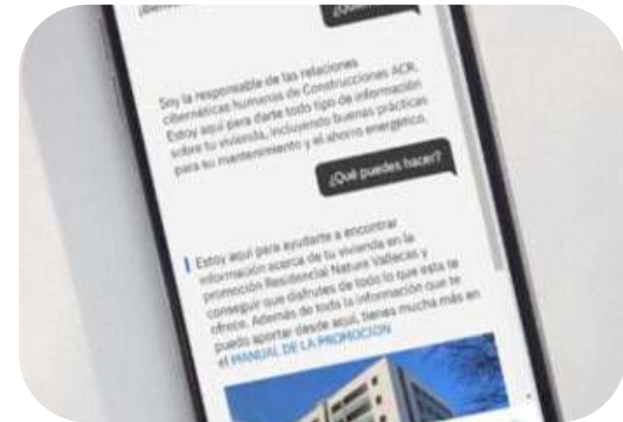 Soy la responsable de las relaciones
cibernéticas humanas de Construcciones ACR.
Estoy aquí para darte todo tipo de información
sobre tu vivienda, incluyendo buenas prácticas
para su mantenimiento y el ahorro energético.
¿Qué puedes hacer?
Estoy aquí para ayudarte a encontrar
información acerca de tu vivienda en la
promoción Residencial Nature Vallecas y
conseguir que disfrutes de todo lo que esta te
ofrece. Además de toda la información que te
puedo aportar desde aquí, tienes mucha más en
el MANUAL DE LA PROMOCION